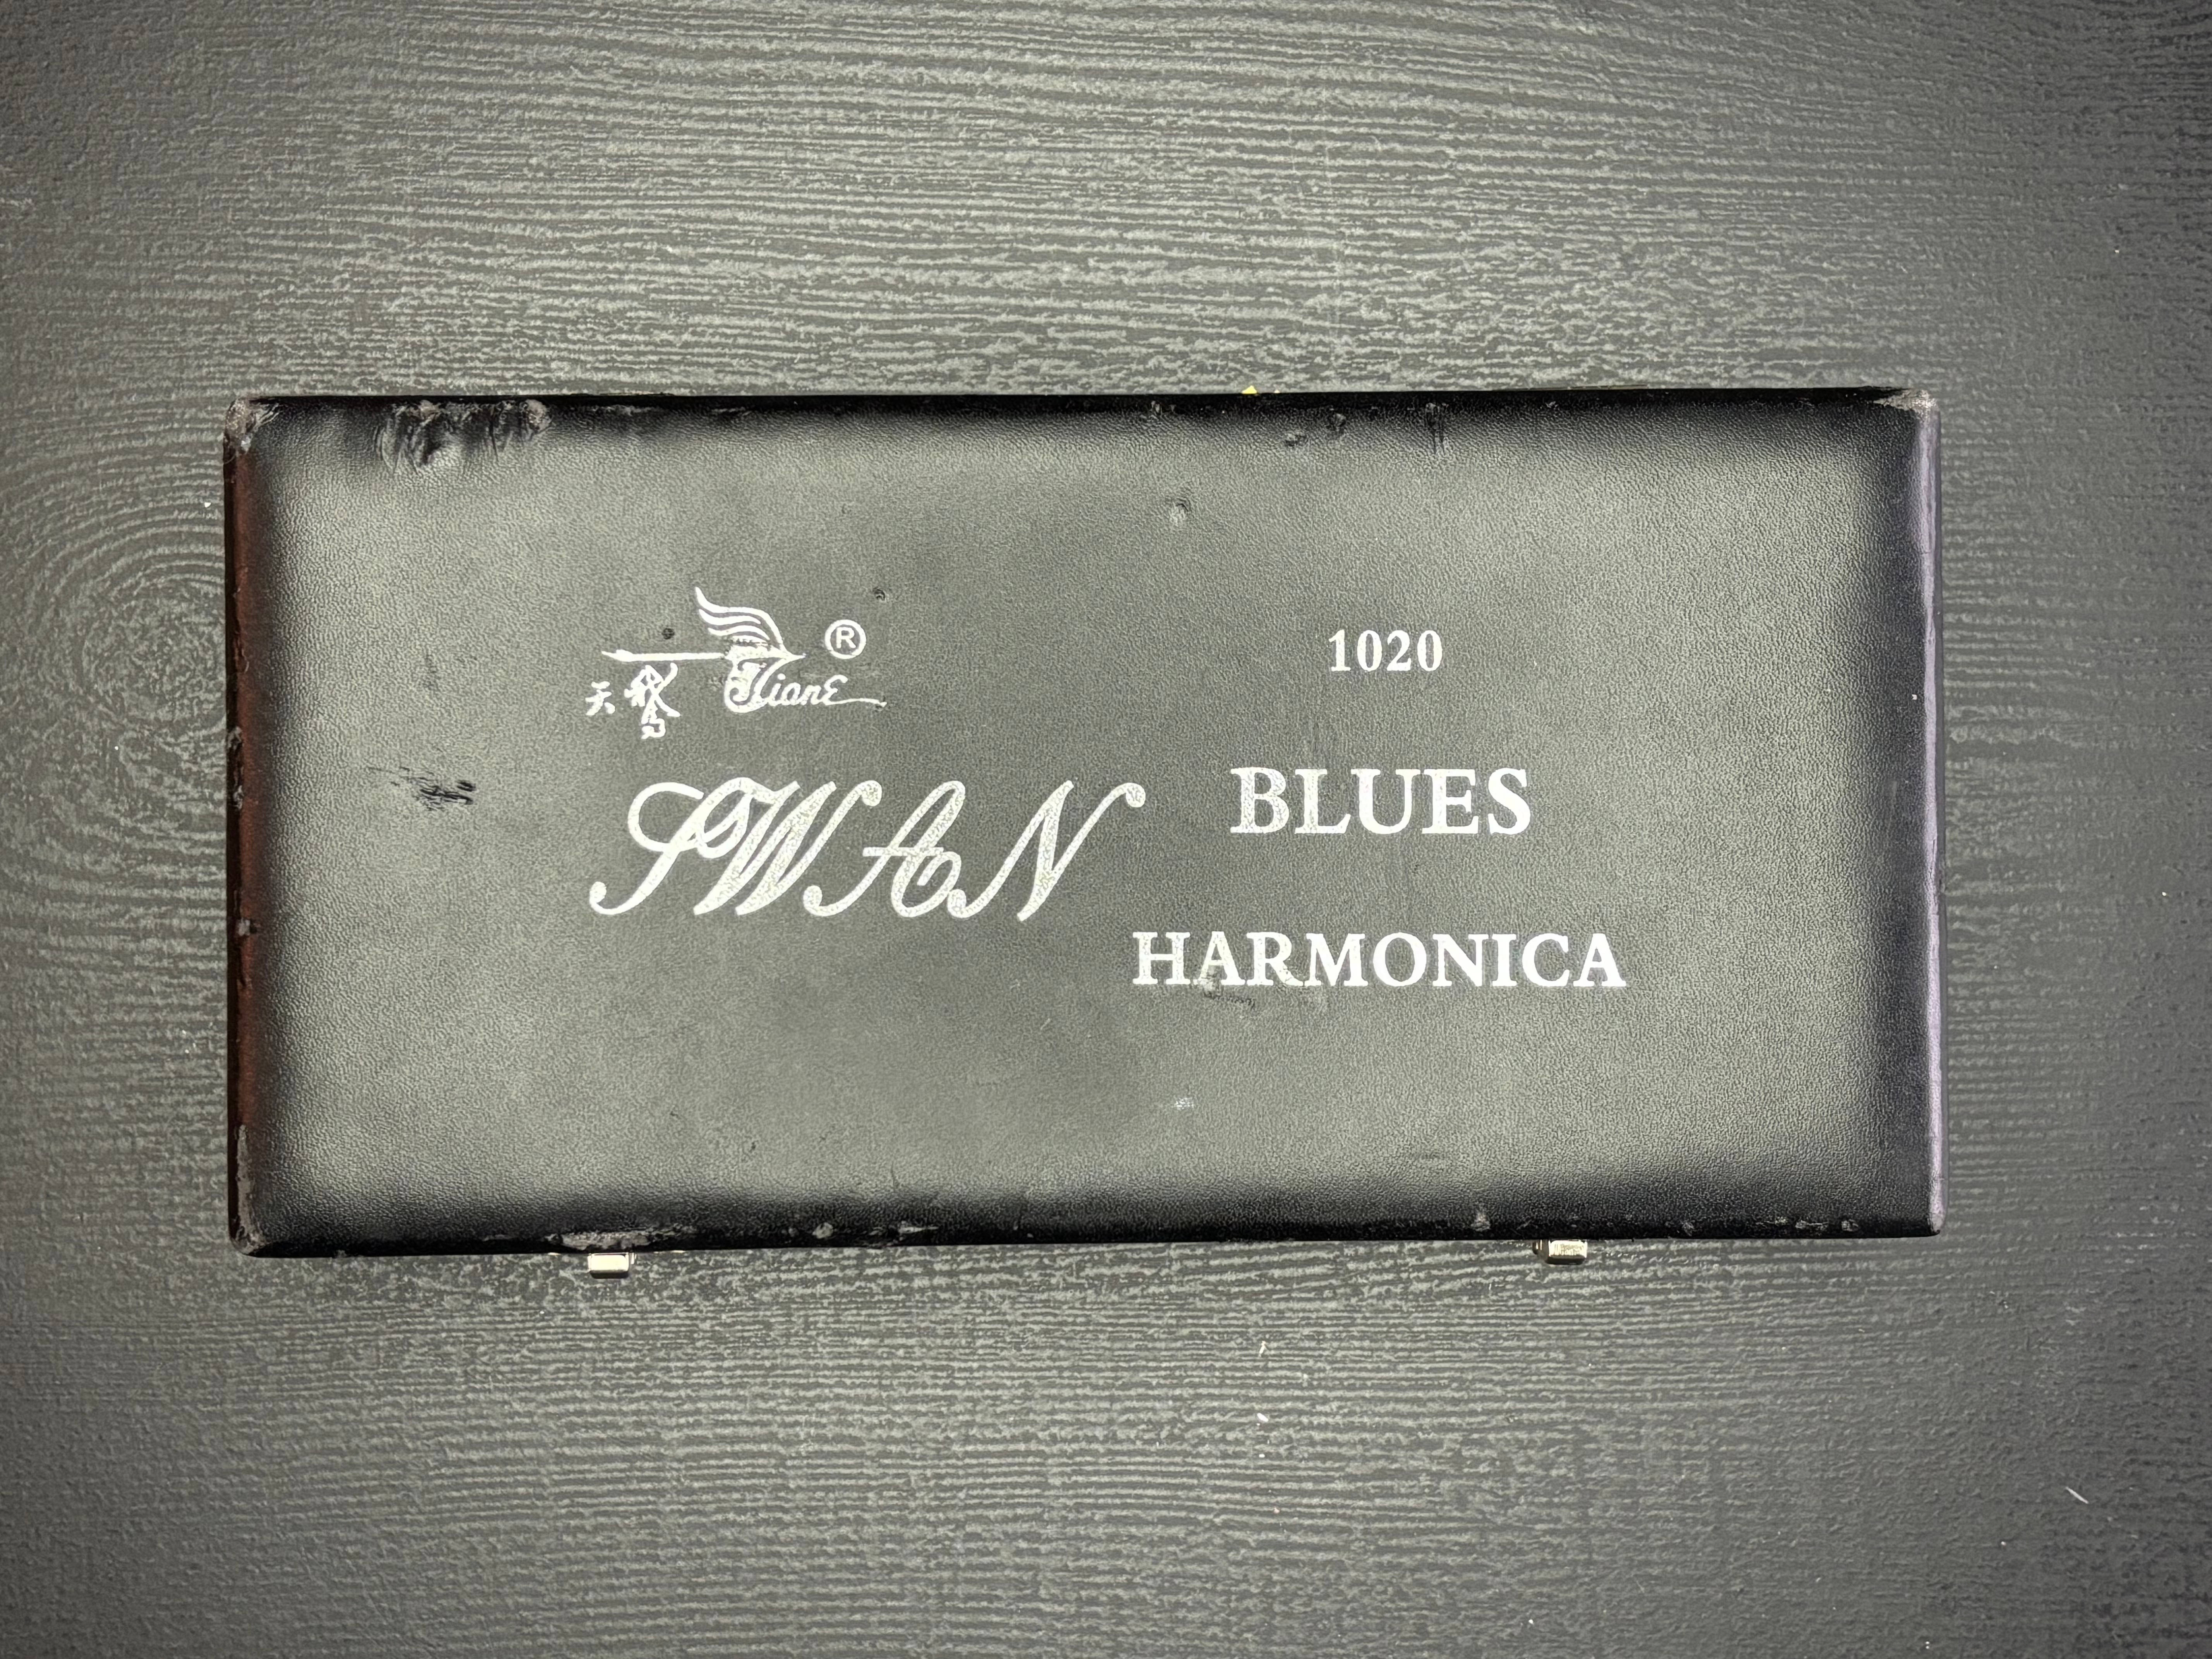 天鹅 TianE ®
SWAN
1020
BLUES
HARMONICA